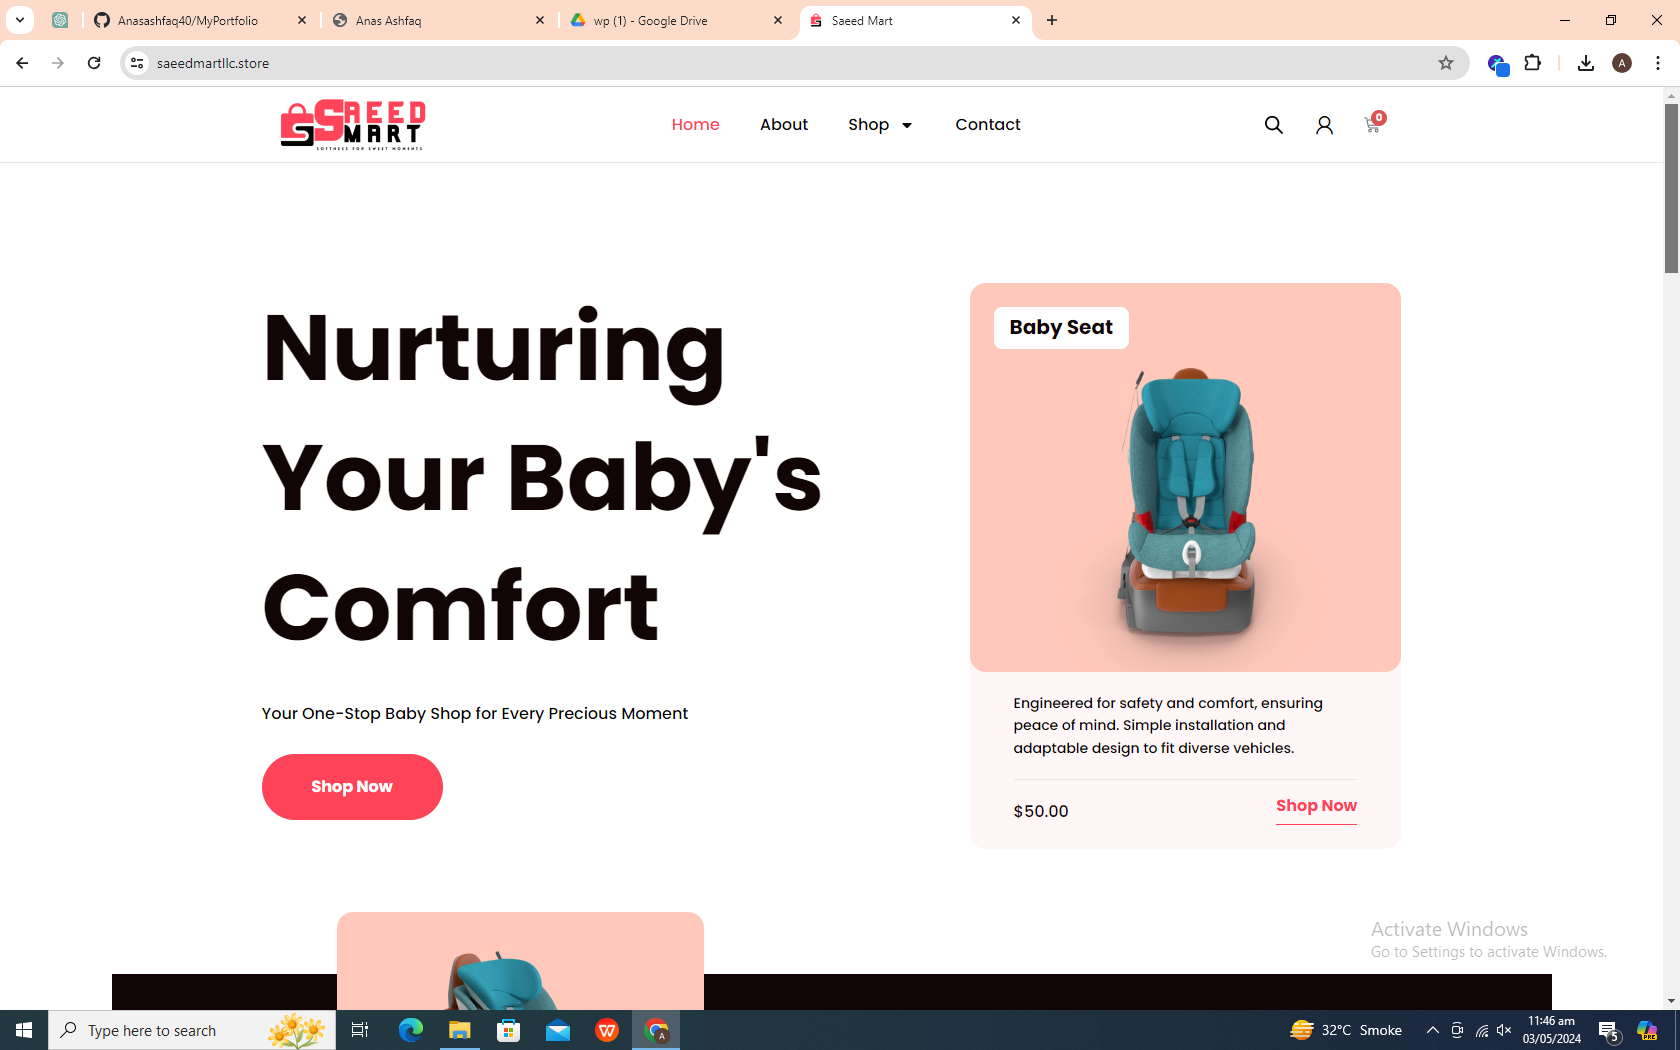 Anasashfaq40/MyPortfolio
Anas Ashfaq
wp (1) - Google Drive
Saeed Mart
saeedmartllc.store
A
SAEED
MART
SOFTNESS FOR SWEET MOMENTS
Home
About
Shop
Contact
0
Nurturing
Your Baby's
Comfort
Your One-Stop Baby Shop for Every Precious Moment
Shop Now
Baby Seat
Engineered for safety and comfort, ensuring
peace of mind. Simple installation and
adaptable design to fit diverse vehicles.
$50.00
Shop Now
Activate Windows
Go to Settings to activate Windows.
Type here to search
W
A
32°C Smoke
11:46 am
03/05/2024
5
PRE